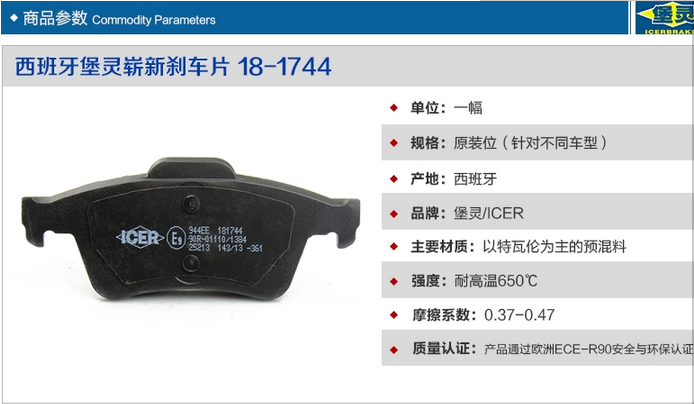 商品参数 Commodity Parameters
堡灵
ICERBRAKE
西班牙堡灵崭新刹车片 18-1744
单位：一幅
规格：原装位（针对不同车型）
产地：西班牙
品牌：堡灵/ICER
主要材质：以特瓦伦为主的预混料
强度：耐高温650℃
摩擦系数：0.37-0.47
质量认证：产品通过欧洲ECE-R90安全与环保认证
ICER E9 944EE 181744
90R-01110/1384
25213 143/13 -361